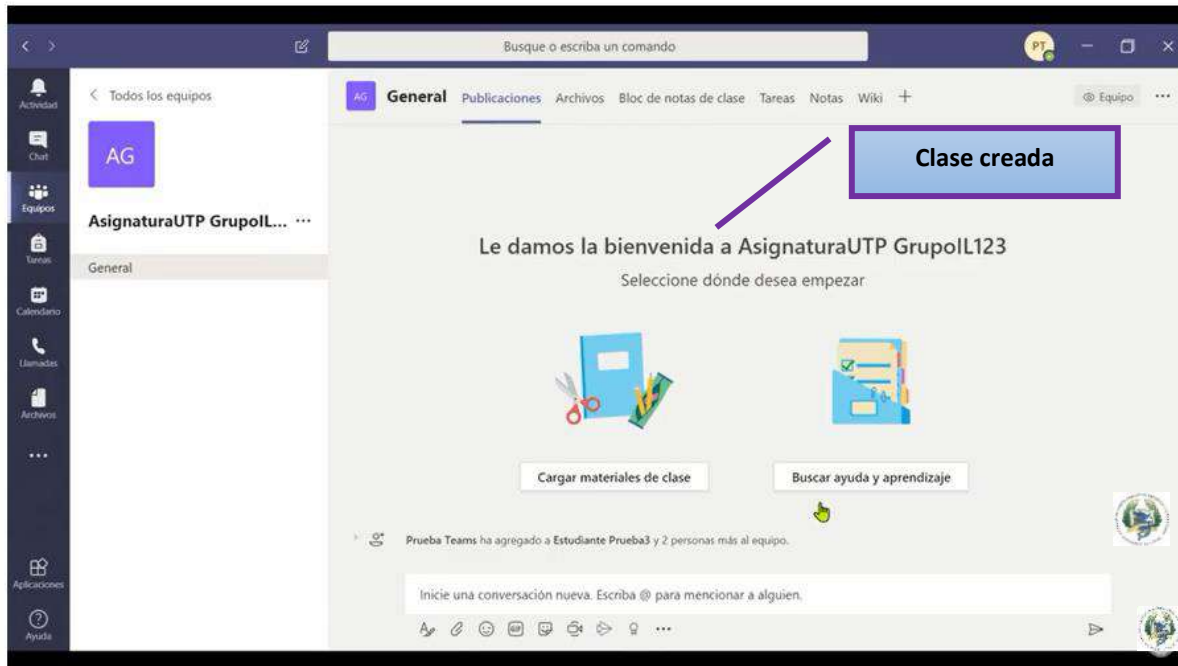 Busque o escriba un comando
PT
Actividad
Chat
Equipos
Tareas
Calendario
Llamadas
Archivos
Aplicaciones
Ayuda
Todos los equipos
AG
AsignaturaUTP GrupoIL... ...
General
AG General Publicaciones Archivos Bloc de notas de clase Tareas Notas Wiki +
Equipo ...
Clase creada
Le damos la bienvenida a AsignaturaUTP GrupoIL123
Seleccione dónde desea empezar
Cargar materiales de clase
Buscar ayuda y aprendizaje
Prueba Teams ha agregado a Estudiante Prueba3 y 2 personas más al equipo.
Inicie una conversación nueva. Escriba @ para mencionar a alguien.
GIF